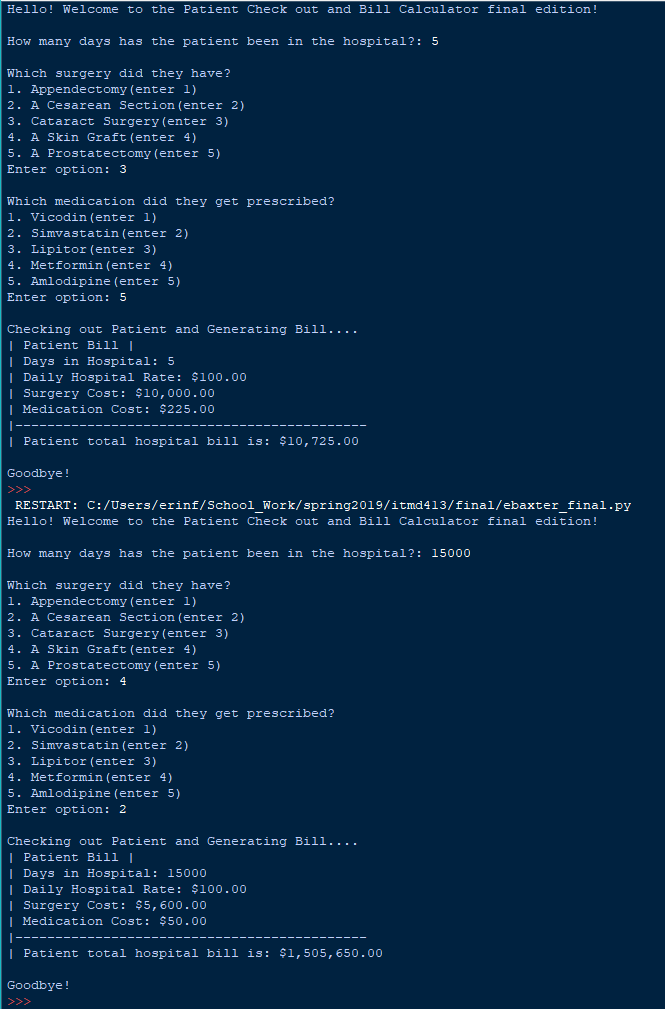 Hello! Welcome to the Patient Check out and Bill Calculator final edition!
How many days has the patient been in the hospital?: 5
Which surgery did they have?
1. Appendectomy(enter 1)
2. A Cesarean Section(enter 2)
3. Cataract Surgery(enter 3)
4. A Skin Graft(enter 4)
5. A Prostatectomy(enter 5)
Enter option: 3
Which medication did they get prescribed?
1. Vicodin(enter 1)
2. Simvastatin(enter 2)
3. Lipitor(enter 3)
4. Metformin(enter 4)
5. Amlodipine(enter 5)
Enter option: 5
Checking out Patient and Generating Bill....
| Patient Bill |
| Days in Hospital: 5
| Daily Hospital Rate: $100.00
| Surgery Cost: $10,000.00
| Medication Cost: $225.00
|--------------------------------------------
| Patient total hospital bill is: $10,725.00
Goodbye!
>>>
RESTART: C:/Users/erinf/School_Work/spring2019/itmd413/final/ebaxter_final.py
Hello! Welcome to the Patient Check out and Bill Calculator final edition!
How many days has the patient been in the hospital?: 15000
Which surgery did they have?
1. Appendectomy(enter 1)
2. A Cesarean Section(enter 2)
3. Cataract Surgery(enter 3)
4. A Skin Graft(enter 4)
5. A Prostatectomy(enter 5)
Enter option: 4
Which medication did they get prescribed?
1. Vicodin(enter 1)
2. Simvastatin(enter 2)
3. Lipitor(enter 3)
4. Metformin(enter 4)
5. Amlodipine(enter 5)
Enter option: 2
Checking out Patient and Generating Bill....
| Patient Bill |
| Days in Hospital: 15000
| Daily Hospital Rate: $100.00
| Surgery Cost: $5,600.00
| Medication Cost: $50.00
|--------------------------------------------
| Patient total hospital bill is: $1,505,650.00
Goodbye!
>>>